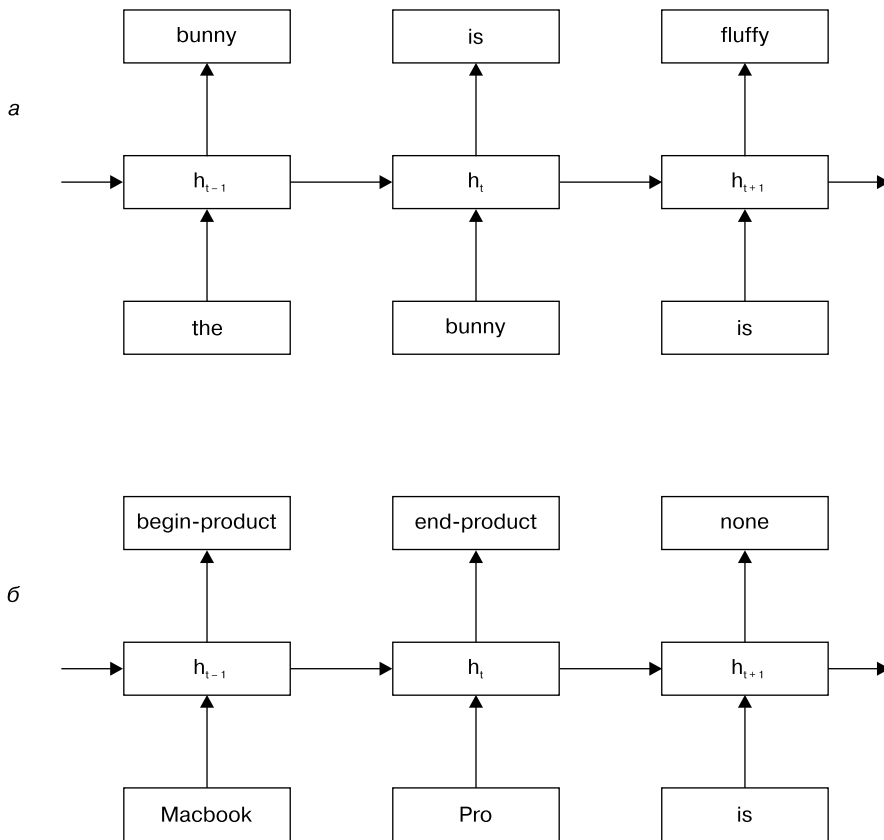 bunny is fluffy
а
h t – 1 h t h t + 1
the bunny is
begin-product end-product none
б
h t – 1 h t h t + 1
Macbook Pro is